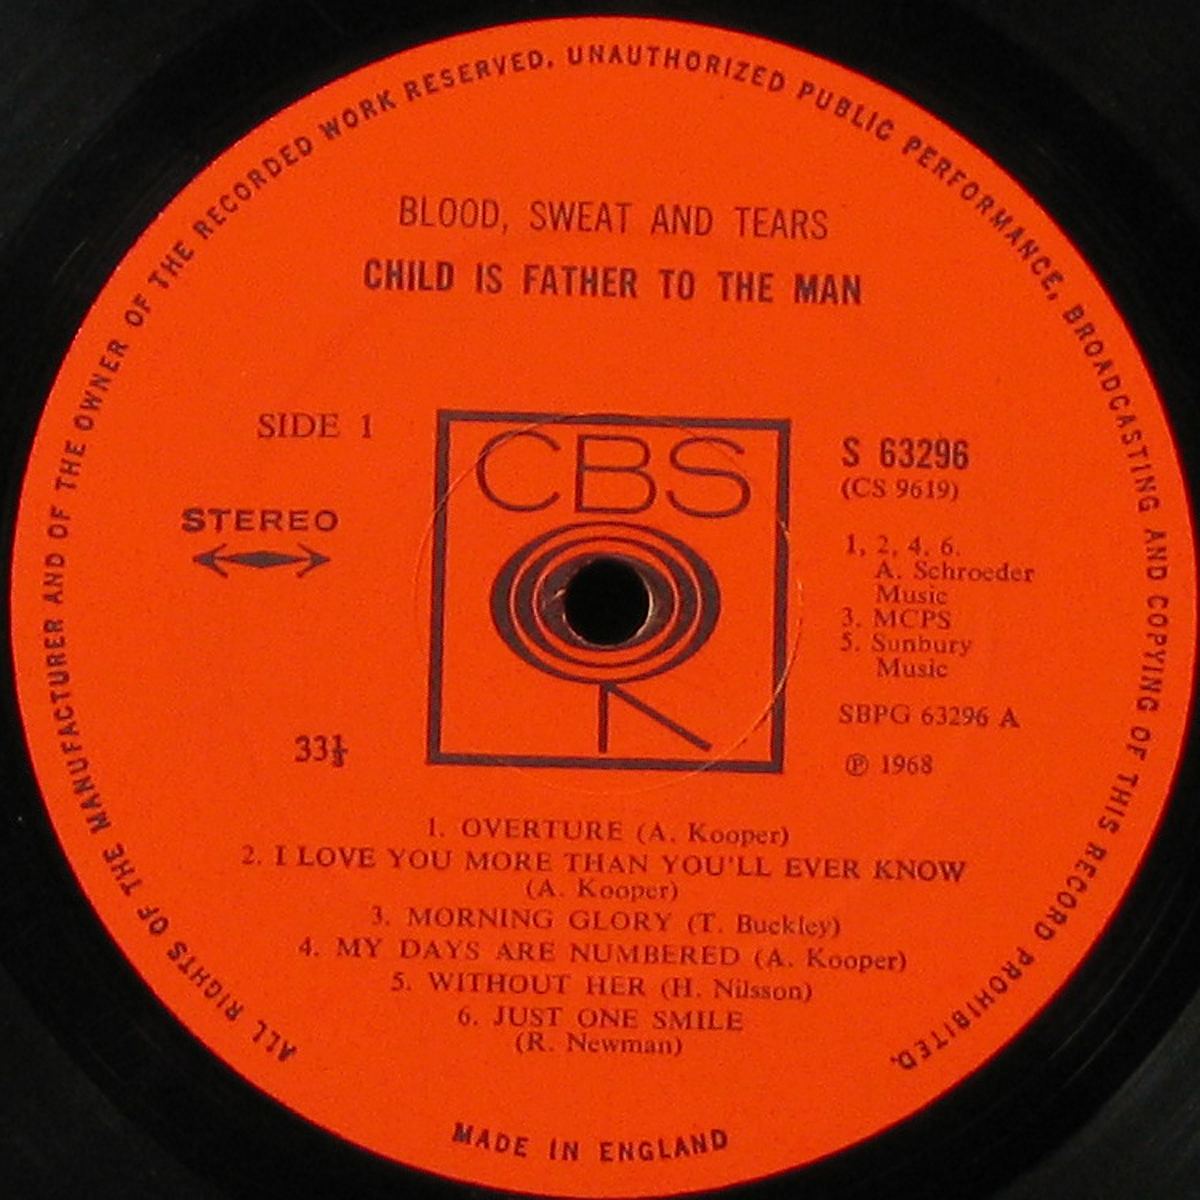 ALL RIGHTS OF THE MANUFACTURER AND OF THE OWNER OF THE RECORDED WORK RESERVED. UNAUTHORIZED PUBLIC PERFORMANCE, BROADCASTING AND COPYING OF THIS RECORD PROHIBITED.
BLOOD, SWEAT AND TEARS
CHILD IS FATHER TO THE MAN
SIDE 1
STEREO
33⅓
CBS
S 63296
(CS 9619)
1, 2, 4, 6.
A. Schroeder
Music
3. MCPS
5. Sunbury
Music
SBPG 63296 A
℗ 1968
1. OVERTURE (A. Kooper)
2. I LOVE YOU MORE THAN YOU'LL EVER KNOW
(A. Kooper)
3. MORNING GLORY (T. Buckley)
4. MY DAYS ARE NUMBERED (A. Kooper)
5. WITHOUT HER (H. Nilsson)
6. JUST ONE SMILE
(R. Newman)
MADE IN ENGLAND